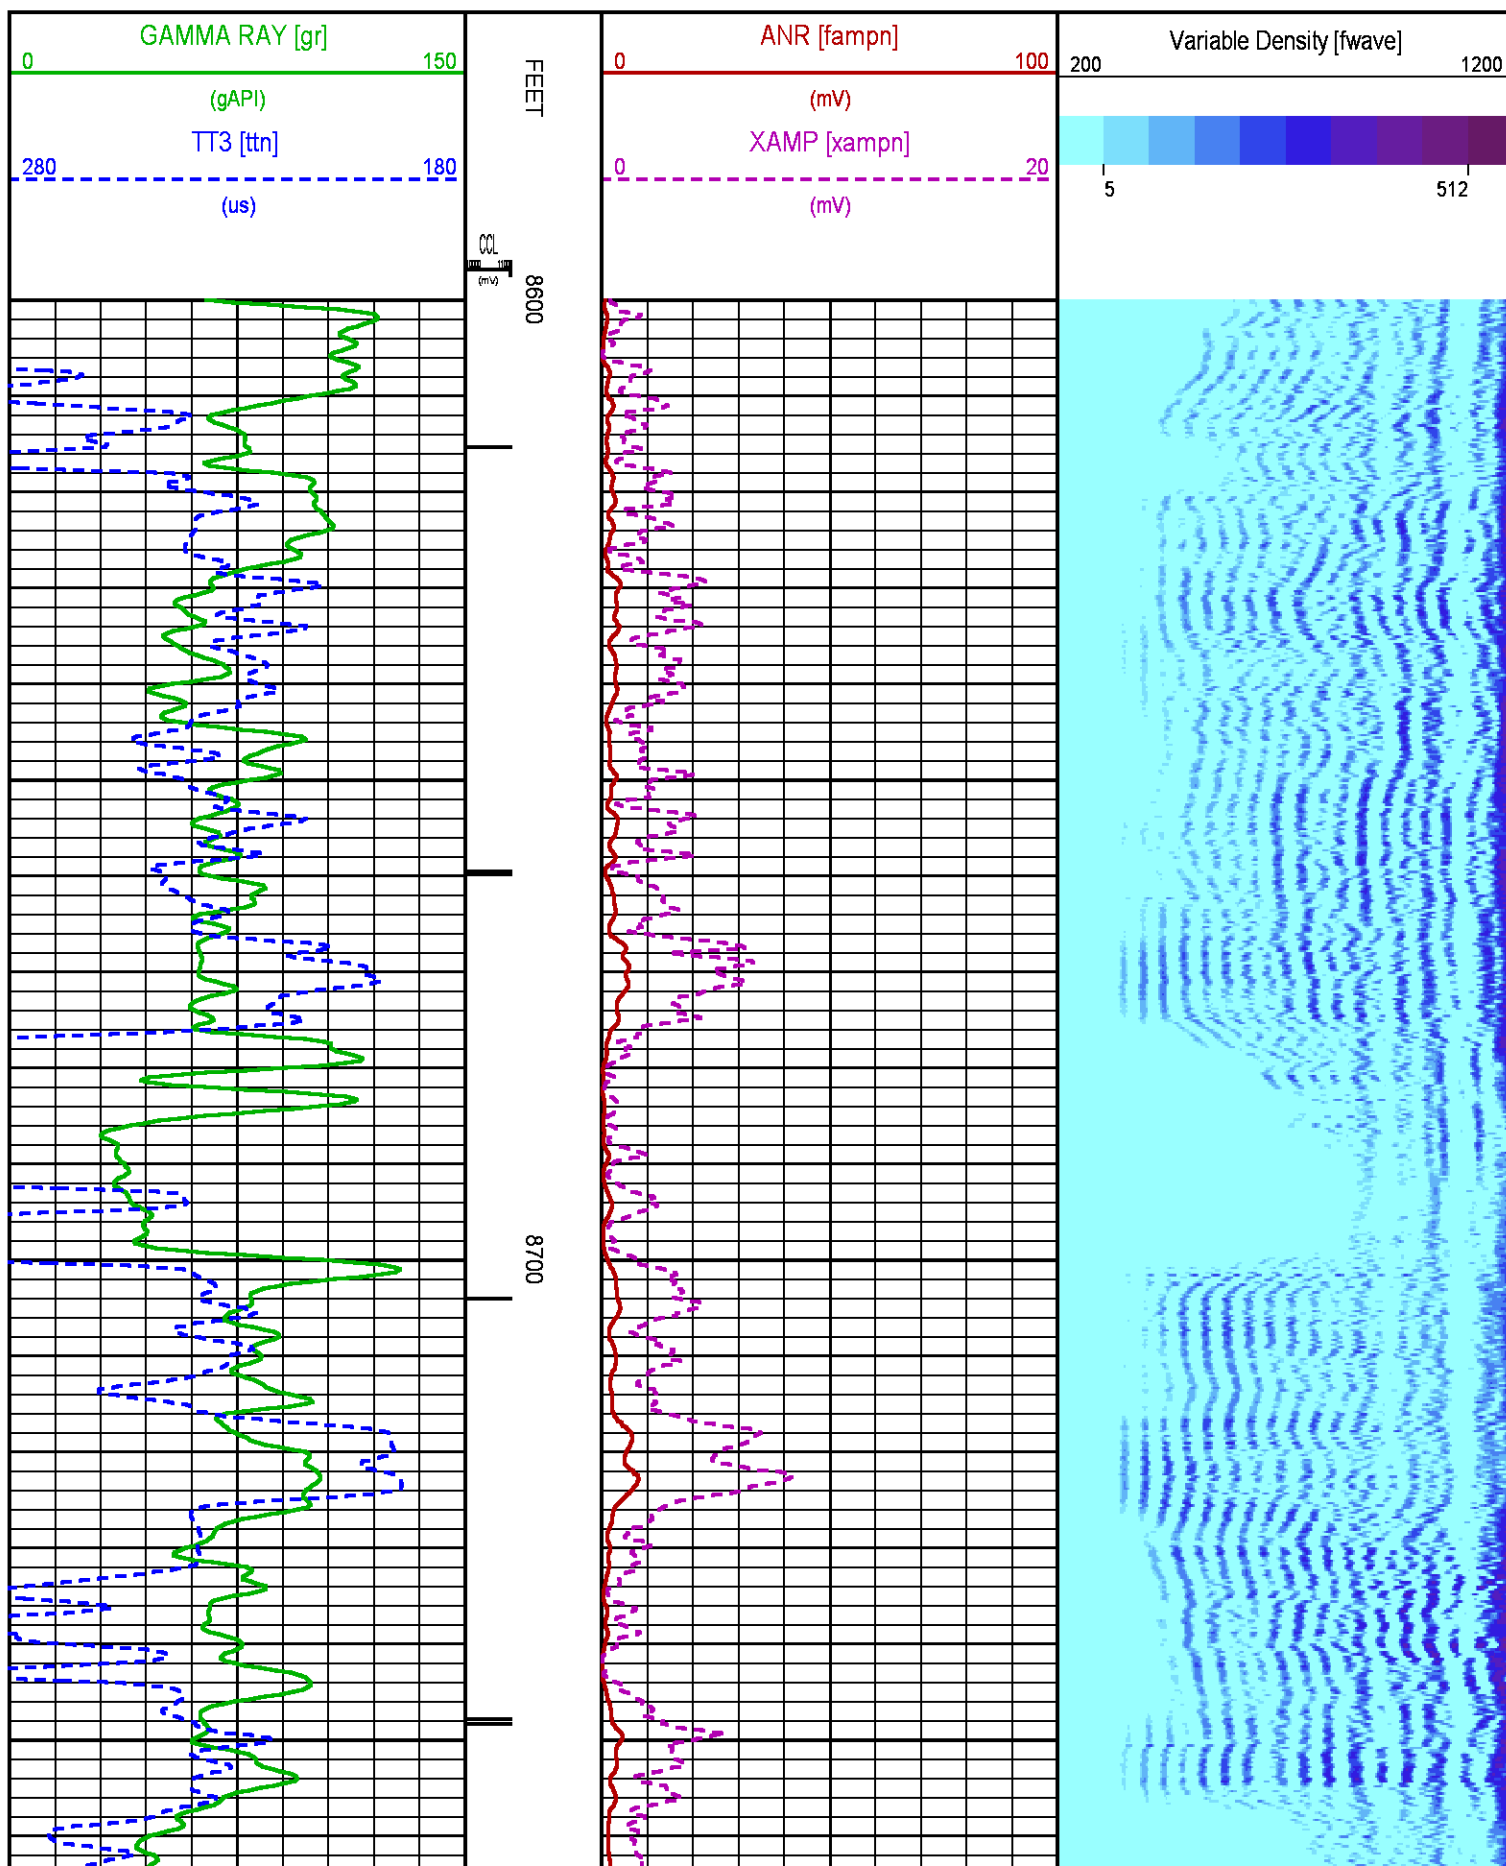 GAMMA RAY [gr]
0 150
(gAPI)
TT3 [ttn]
280 180
(us)
FEET
CCL
(mV)
ANR [fampn]
0 100
(mV)
XAMP [xampn]
0 20
(mV)
Variable Density [fwave]
200 1200
5 512
8600
8700